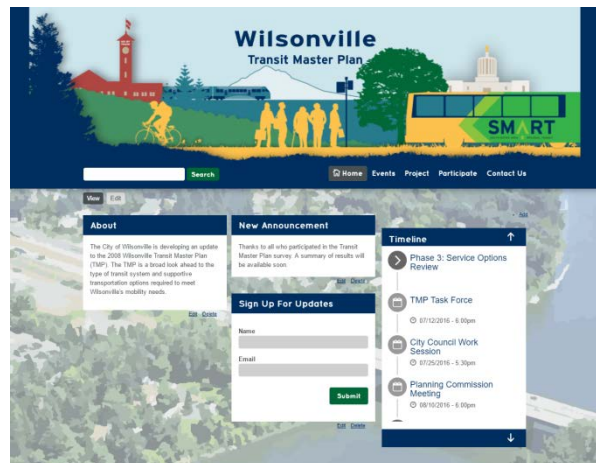 Wilsonville
Transit Master Plan
SMART
Search
Home Events Project Participate Contact Us
View Edit
Add
About
The City of Wilsonville is developing an update
to the 2008 Wilsonville Transit Master Plan
(TMP). The TMP is a broad look ahead to the
type of transit system and supportive
transportation options required to meet
Wilsonville's mobility needs.
Edit Delete
New Announcement
Thanks to all who participated in the Transit
Master Plan survey. A summary of results will
be available soon.
Edit Delete
Sign Up For Updates
Name
Email
Submit
Edit Delete
Timeline
Phase 3: Service Options
Review
TMP Task Force
07/12/2016 - 6:00pm
City Council Work
Session
07/25/2016 - 5:30pm
Planning Commission
Meeting
08/10/2016 - 6:00pm